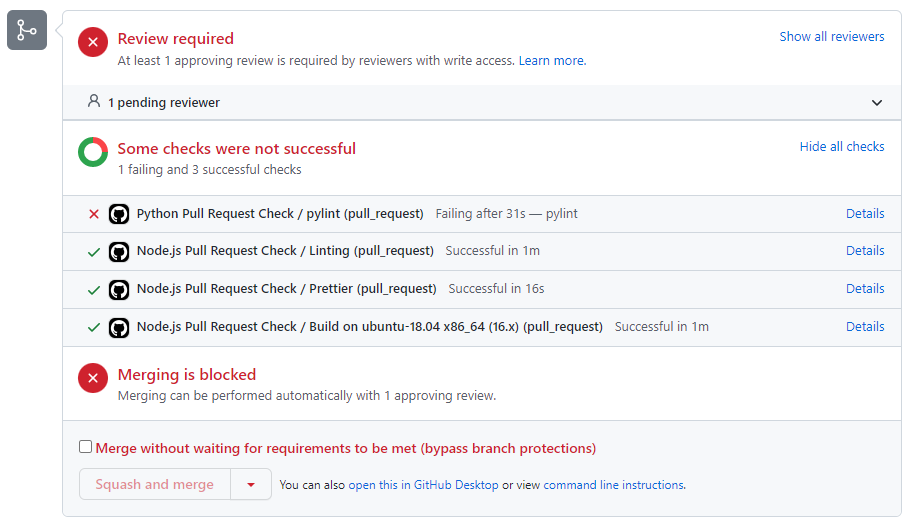 Review required
Show all reviewers
At least 1 approving review is required by reviewers with write access. Learn more.
1 pending reviewer
Some checks were not successful
Hide all checks
1 failing and 3 successful checks
Python Pull Request Check / pylint (pull_request) Failing after 31s — pylint Details
Node.js Pull Request Check / Linting (pull_request) Successful in 1m Details
Node.js Pull Request Check / Prettier (pull_request) Successful in 16s Details
Node.js Pull Request Check / Build on ubuntu-18.04 x86_64 (16.x) (pull_request) Successful in 1m Details
Merging is blocked
Merging can be performed automatically with 1 approving review.
Merge without waiting for requirements to be met (bypass branch protections)
Squash and merge You can also open this in GitHub Desktop or view command line instructions.